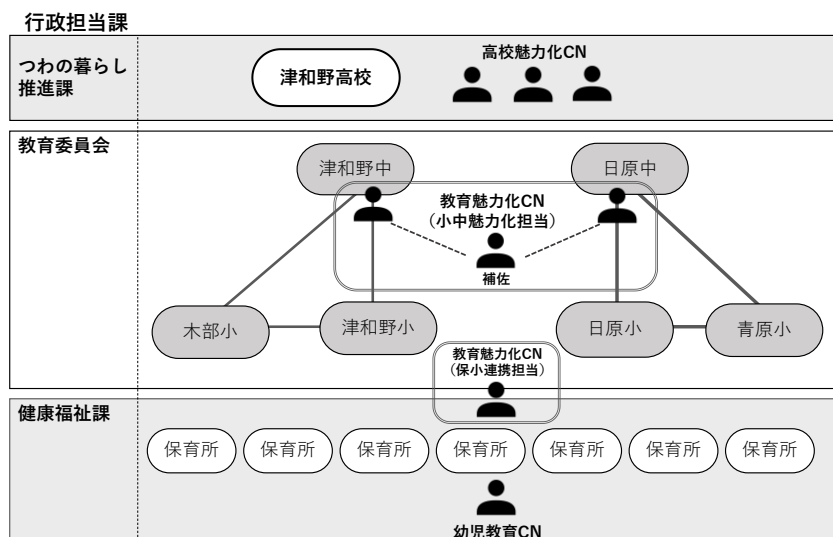 行政担当課
つわの暮らし
推進課
津和野高校
高校魅力化CN
教育委員会
津和野中
日原中
教育魅力化CN
（小中魅力化担当）
補佐
木部小
津和野小
日原小
青原小
教育魅力化CN
（保小連携担当）
健康福祉課
保育所
保育所
保育所
保育所
保育所
保育所
保育所
幼児教育CN